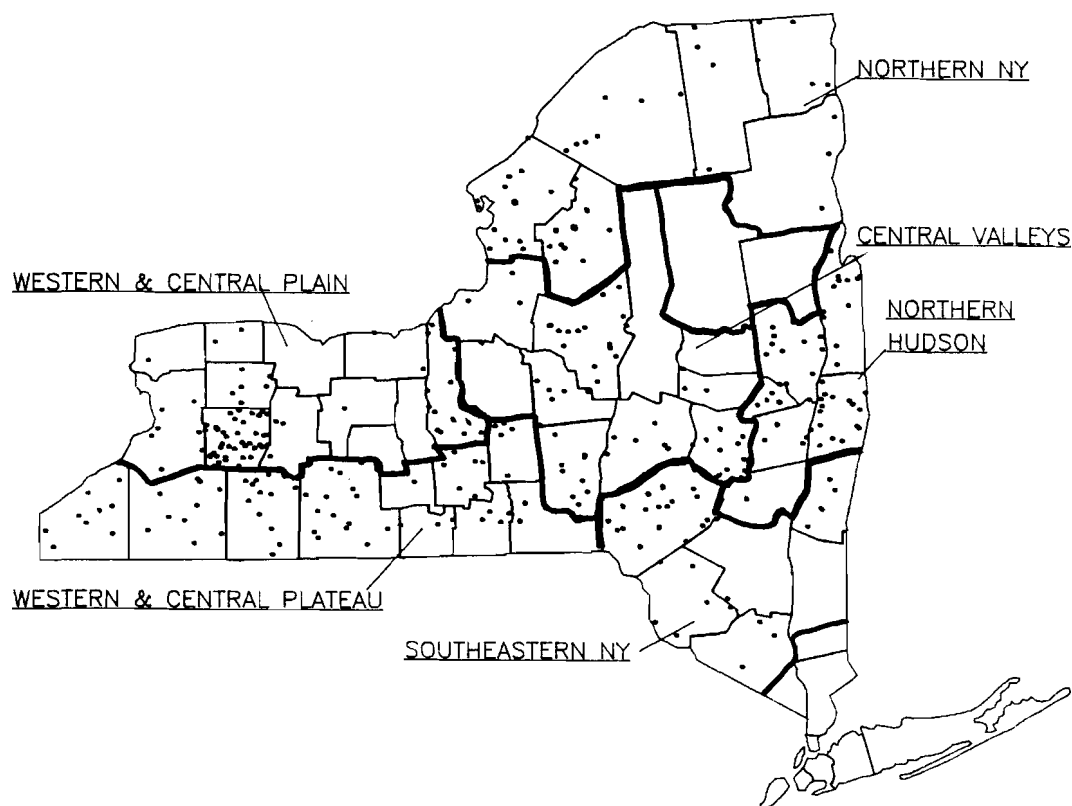 NORTHERN NY
CENTRAL VALLEYS
WESTERN & CENTRAL PLAIN
NORTHERN
HUDSON
WESTERN & CENTRAL PLATEAU
SOUTHEASTERN NY